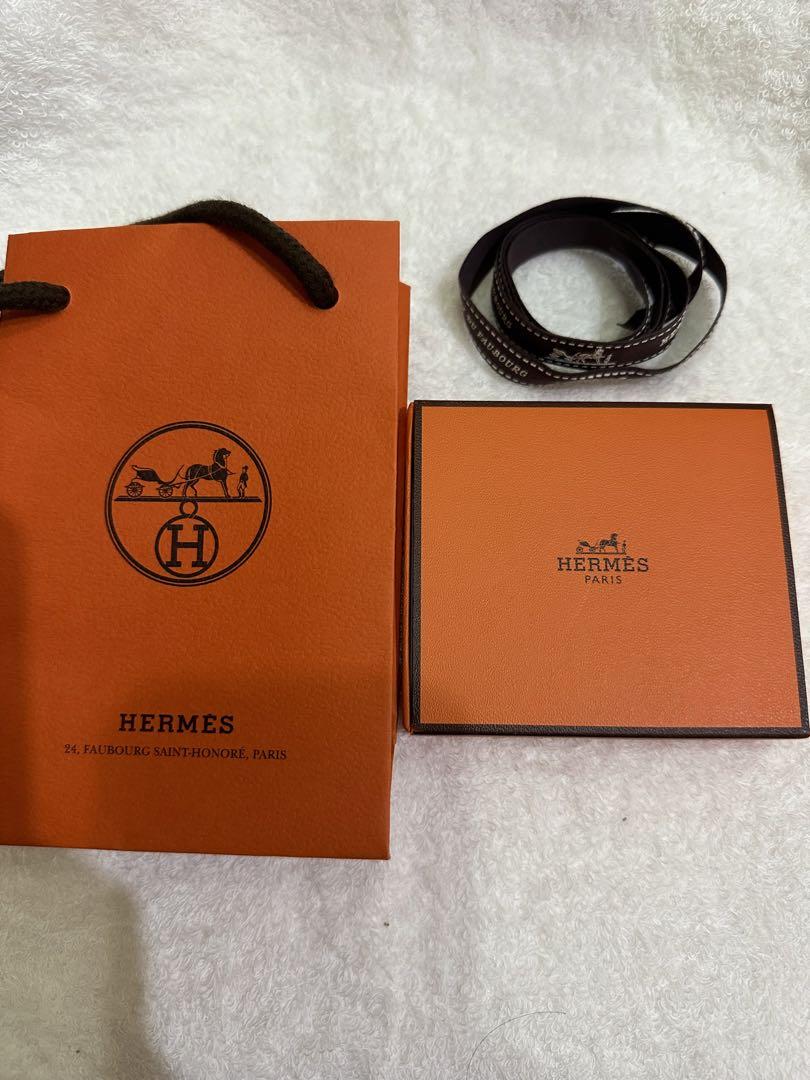 H
HERMÈS
24, FAUBOURG SAINT-HONORÉ, PARIS
FAUBOURG
HERMÈS
PARIS